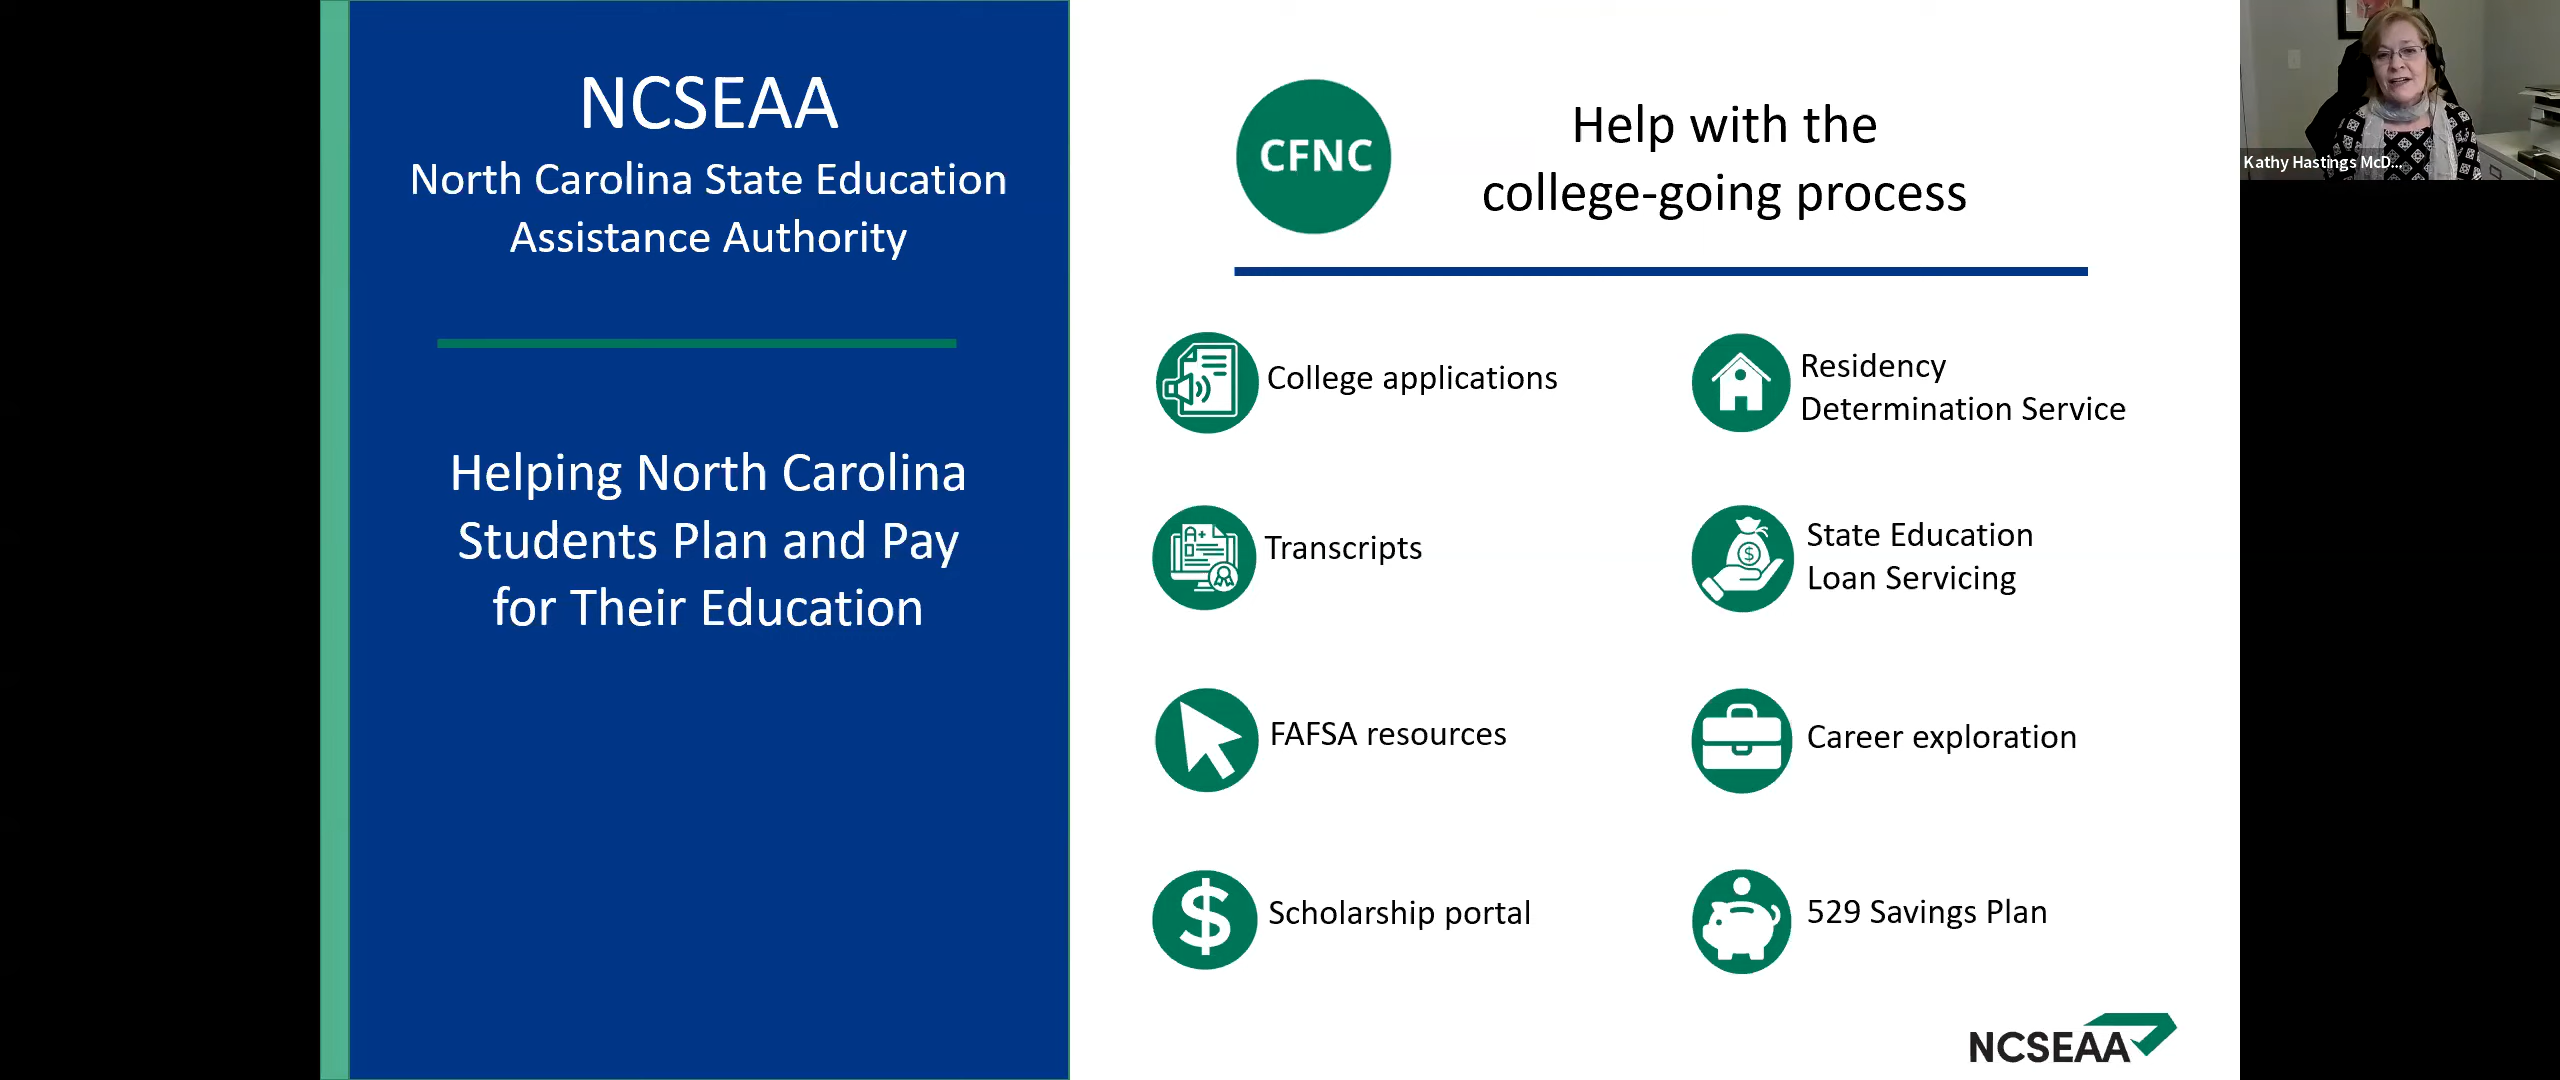 NCSEAA
North Carolina State Education
Assistance Authority
Helping North Carolina
Students Plan and Pay
for Their Education
CFNC
Help with the
college-going process
College applications
Residency
Determination Service
Transcripts
State Education
Loan Servicing
FAFSA resources
Career exploration
Scholarship portal
529 Savings Plan
NCSEAA
Kathy Hastings McD...